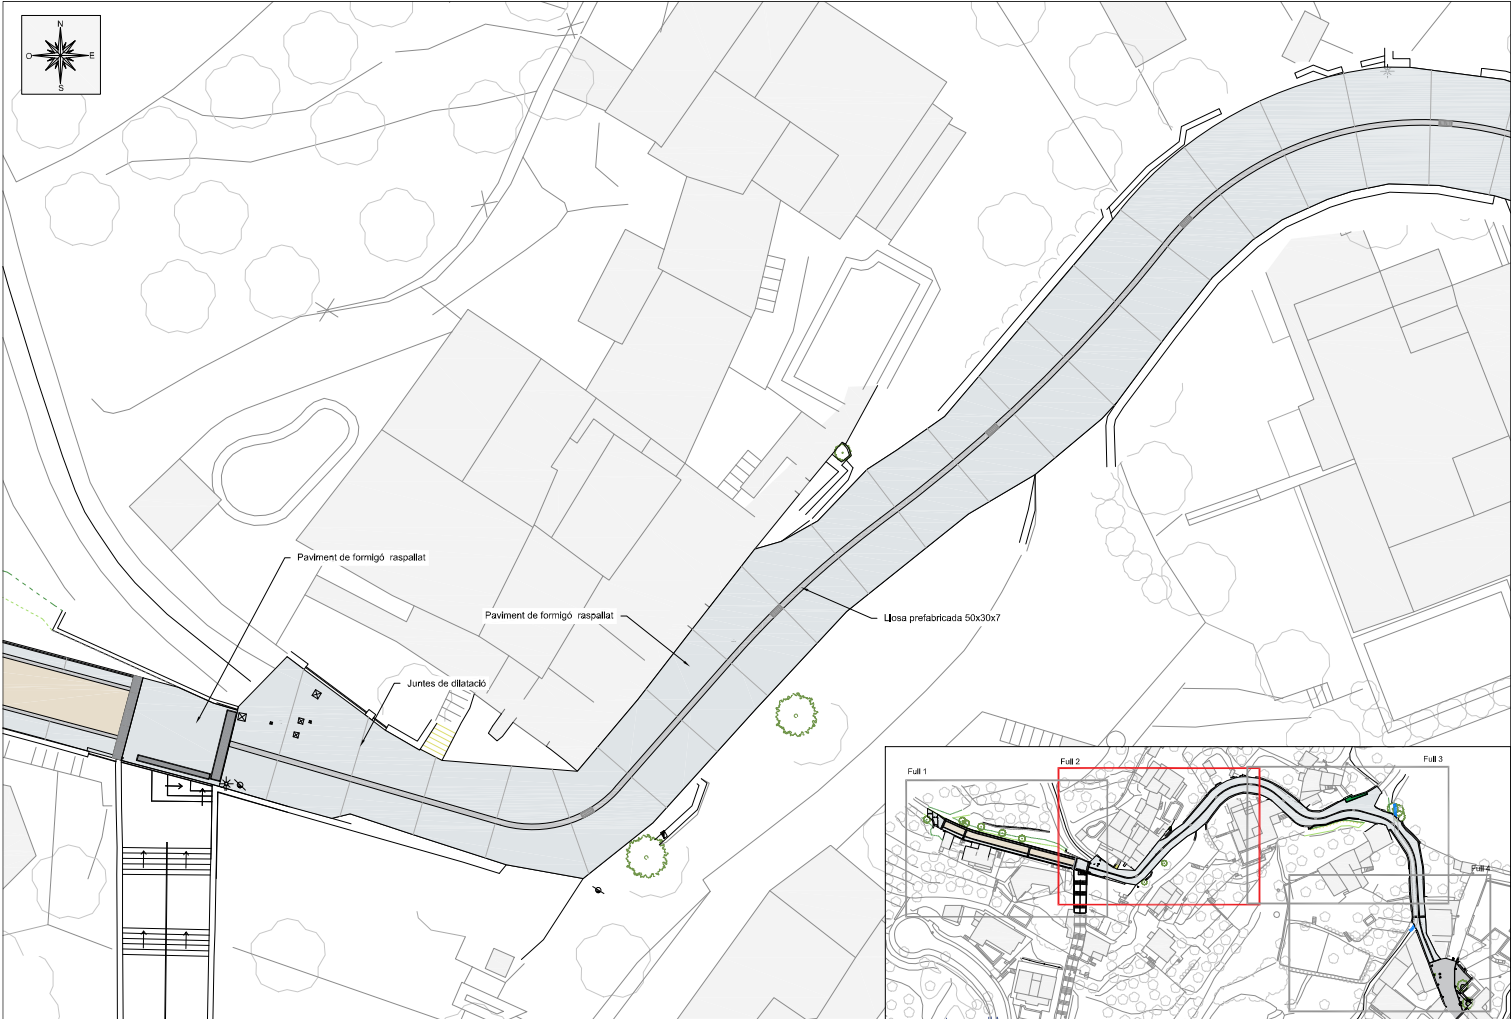 N
O E
S
Paviment de formigó raspallat
Paviment de formigó raspallat
Llosa prefabricada 50x30x7
Juntes de dilatació
Full 1
Full 2
Full 3
Full 4